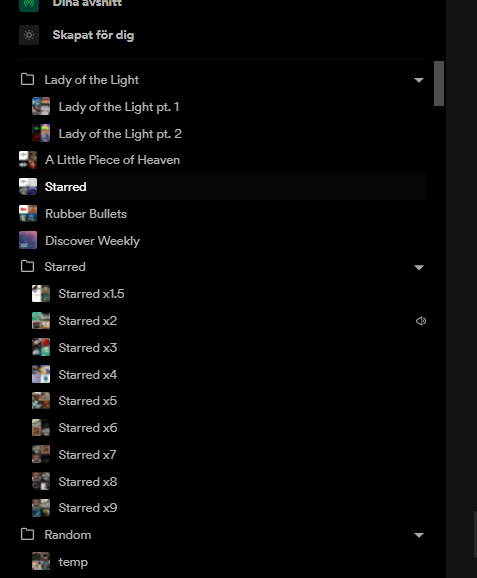 Dina avsnitt
Skapat för dig
Lady of the Light
Lady of the Light pt. 1
Lady of the Light pt. 2
A Little Piece of Heaven
Starred
Rubber Bullets
Discover Weekly
Starred
Starred x1.5
Starred x2
Starred x3
Starred x4
Starred x5
Starred x6
Starred x7
Starred x8
Starred x9
Random
temp